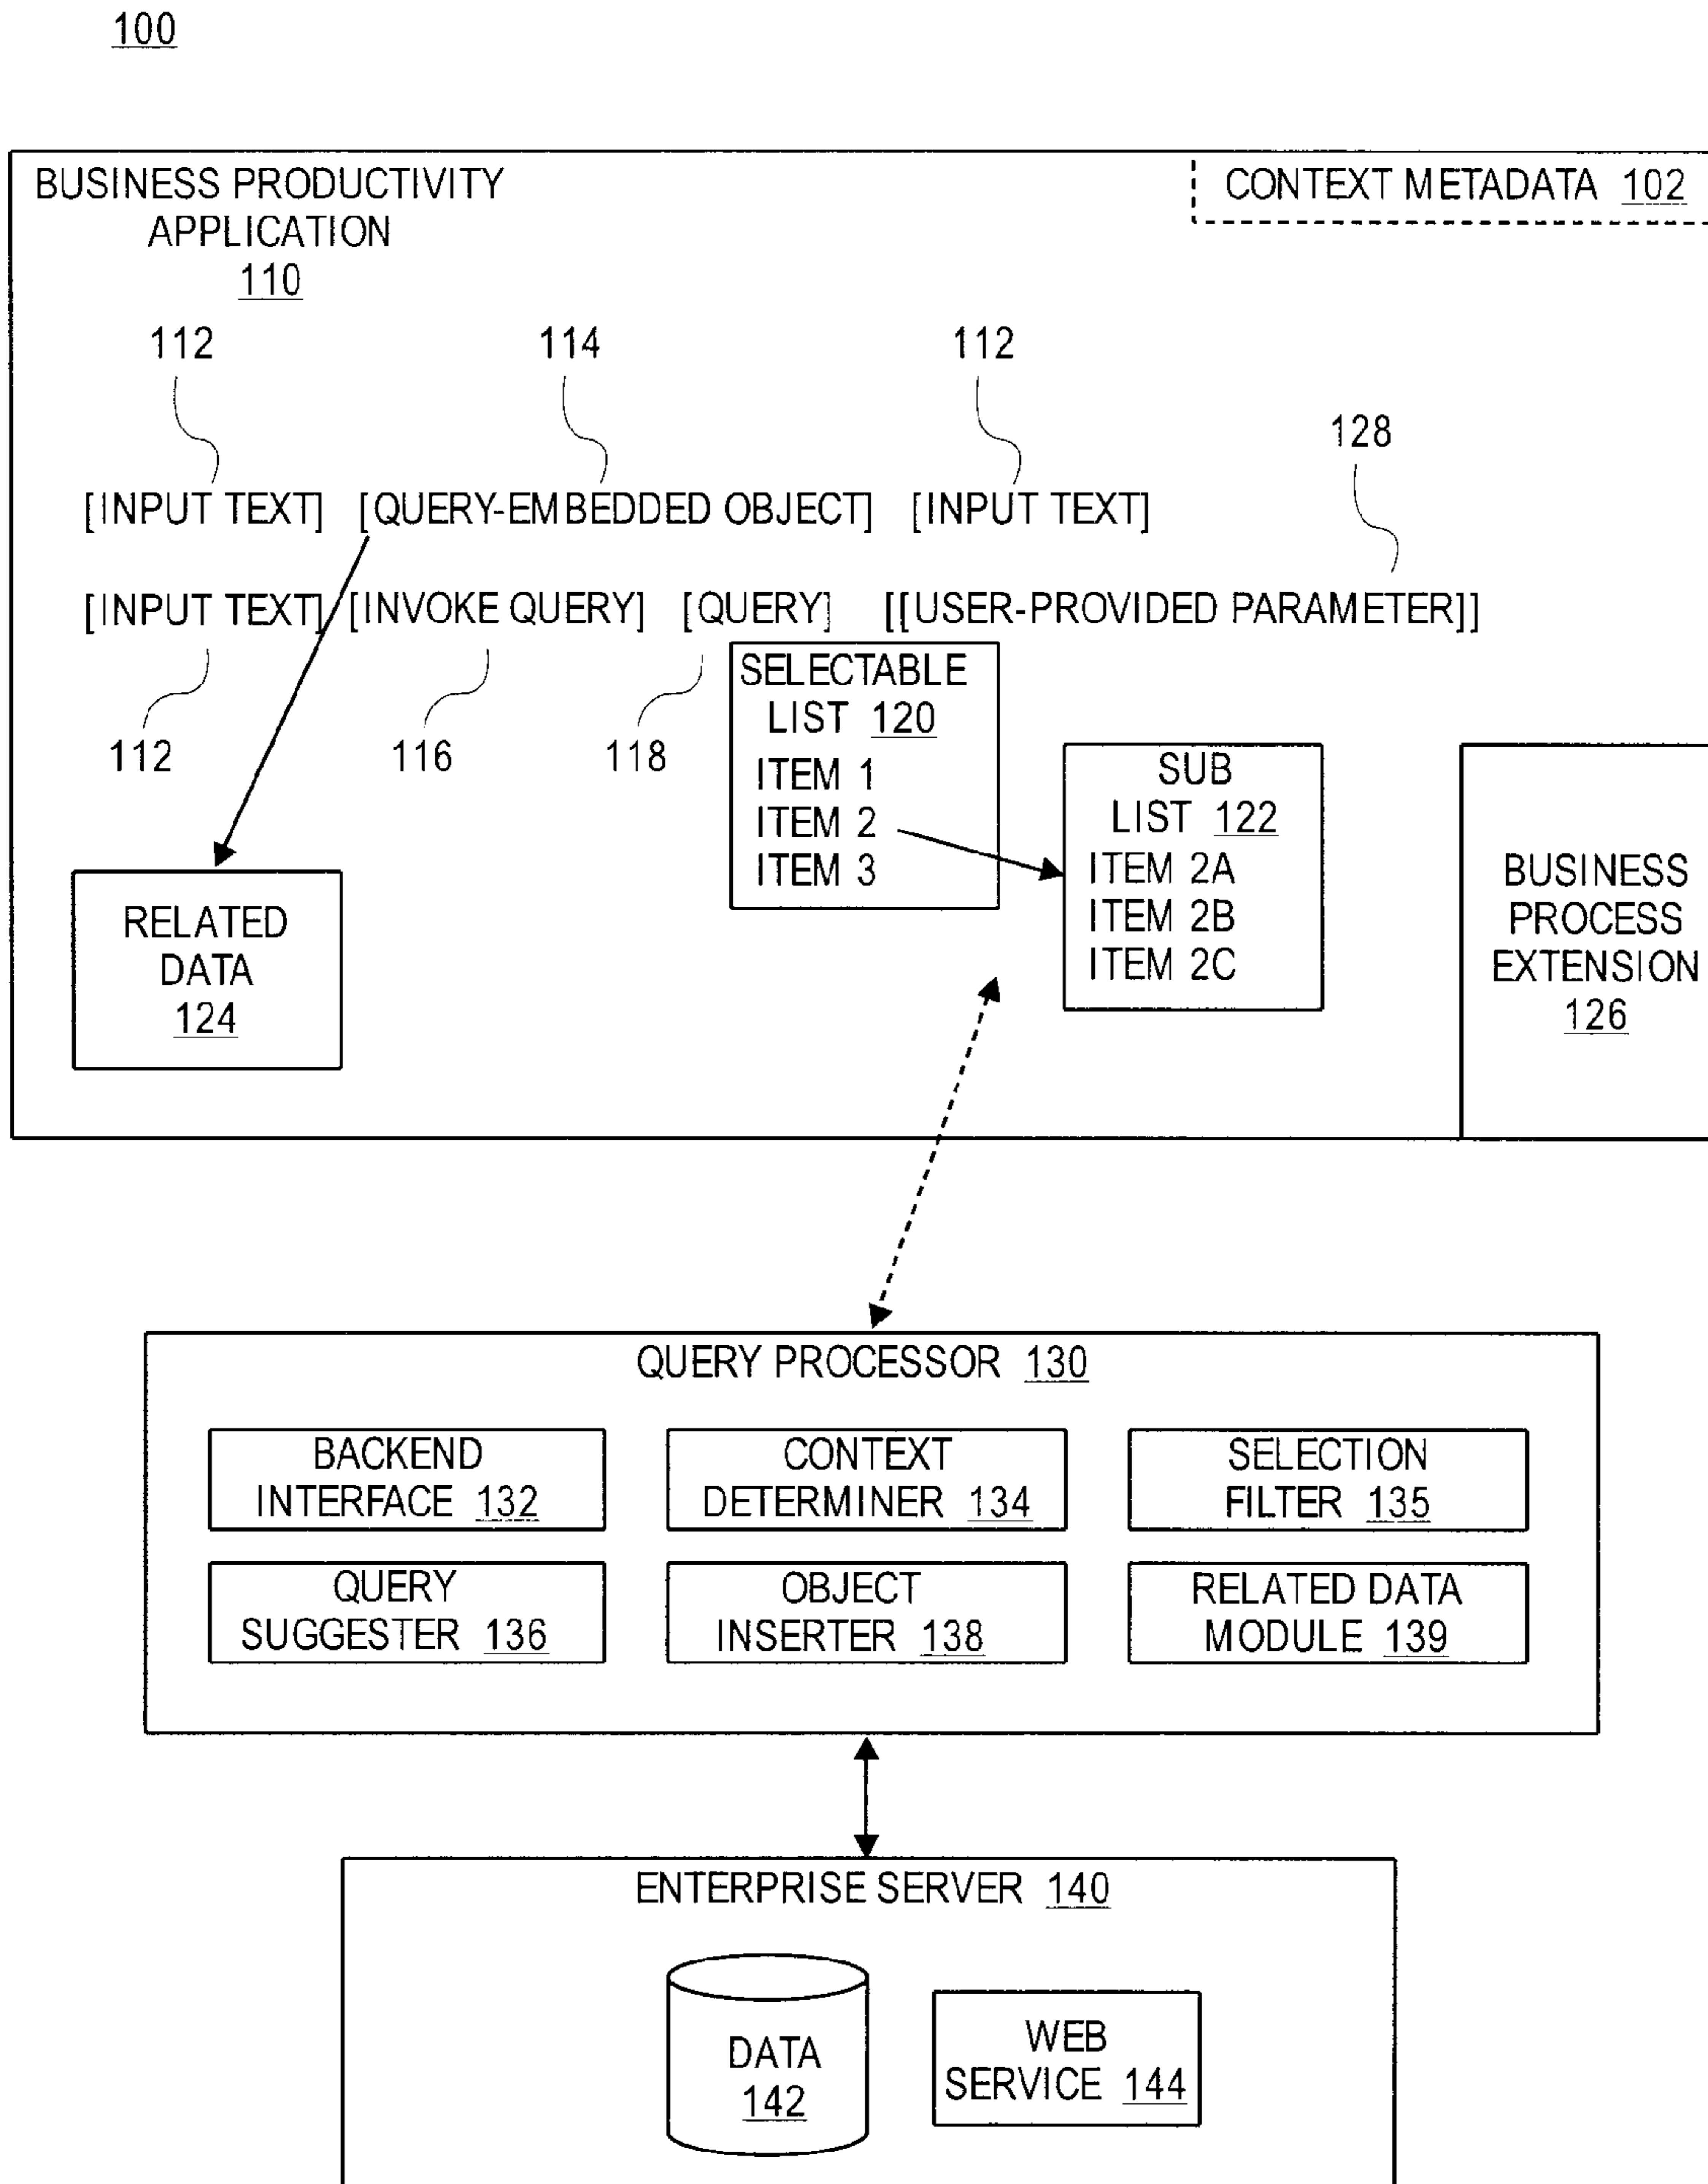 100
BUSINESS PRODUCTIVITY
APPLICATION
110
CONTEXT METADATA 102
112
114
112
128
[INPUT TEXT] [QUERY-EMBEDDED OBJECT] [INPUT TEXT]
[INPUT TEXT] [INVOKE QUERY] [QUERY] [[USER-PROVIDED PARAMETER]]
112
116
118
SELECTABLE
LIST 120
ITEM 1
ITEM 2
ITEM 3
SUB
LIST 122
ITEM 2A
ITEM 2B
ITEM 2C
RELATED
DATA
124
BUSINESS
PROCESS
EXTENSION
126
QUERY PROCESSOR 130
BACKEND
INTERFACE 132
CONTEXT
DETERMINER 134
SELECTION
FILTER 135
QUERY
SUGGESTER 136
OBJECT
INSERTER 138
RELATED DATA
MODULE 139
ENTERPRISE SERVER 140
DATA
142
WEB
SERVICE 144